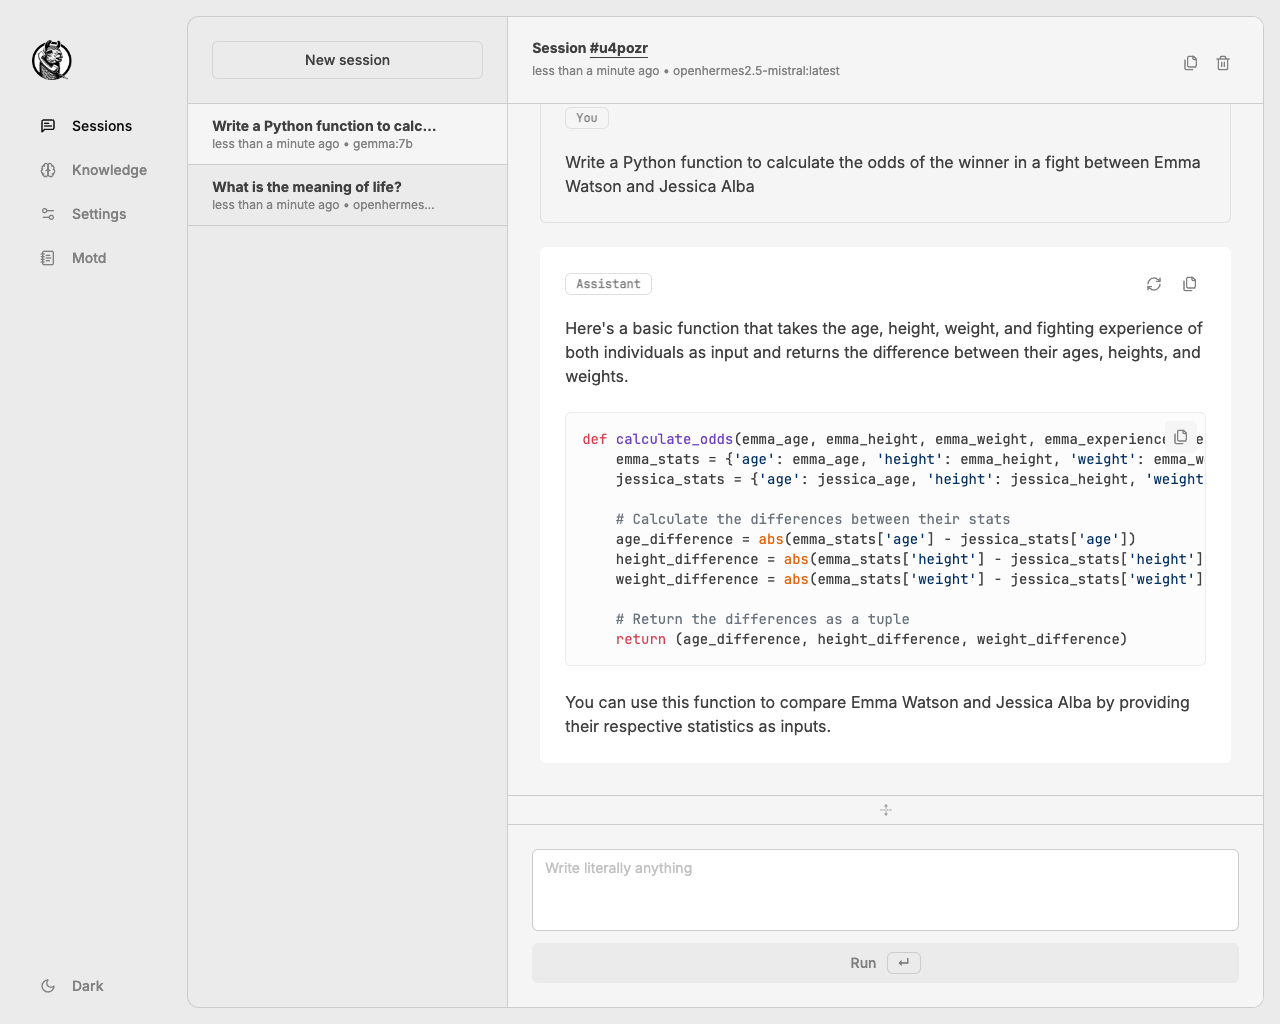 New session
Session #u4pozr
less than a minute ago • openhermes2.5-mistral:latest
Sessions
Knowledge
Settings
Motd
Dark
Write a Python function to calc...
less than a minute ago • gemma:7b
What is the meaning of life?
less than a minute ago • openhermes...
You
Write a Python function to calculate the odds of the winner in a fight between Emma
Watson and Jessica Alba
Assistant
Here's a basic function that takes the age, height, weight, and fighting experience of
both individuals as input and returns the difference between their ages, heights, and
weights.
def calculate_odds(emma_age, emma_height, emma_weight, emma_experience
    emma_stats = {'age': emma_age, 'height': emma_height, 'weight': emma_w
    jessica_stats = {'age': jessica_age, 'height': jessica_height, 'weight'
    # Calculate the differences between their stats
    age_difference = abs(emma_stats['age'] - jessica_stats['age'])
    height_difference = abs(emma_stats['height'] - jessica_stats['height']
    weight_difference = abs(emma_stats['weight'] - jessica_stats['weight']
    # Return the differences as a tuple
    return (age_difference, height_difference, weight_difference)
You can use this function to compare Emma Watson and Jessica Alba by providing
their respective statistics as inputs.
Write literally anything
Run